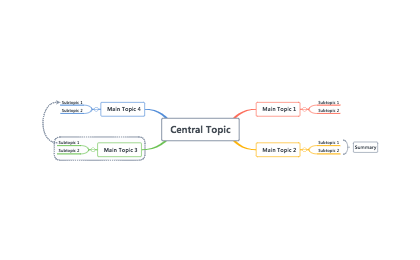 Central Topic
Main Topic 1
Subtopic 1
Subtopic 2
Main Topic 2
Subtopic 1
Subtopic 2
Summary
Main Topic 3
Subtopic 1
Subtopic 2
Main Topic 4
Subtopic 1
Subtopic 2